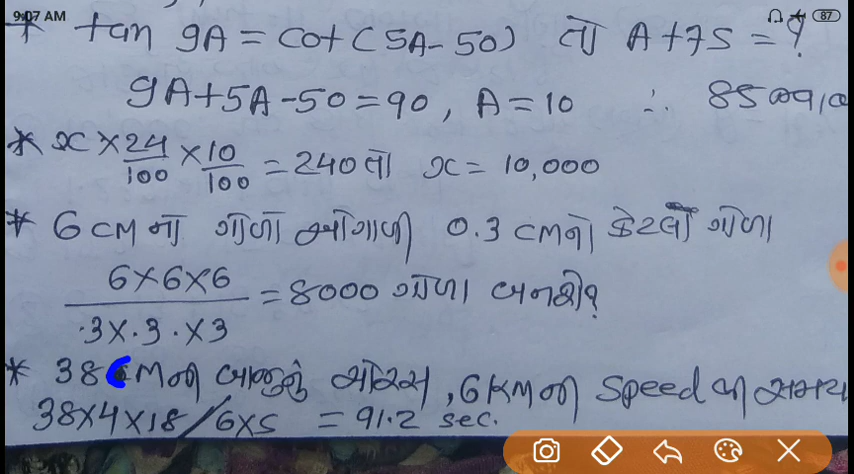 9:07 AM 87
* tan 9A = cot (5A-50) તો A+75 = ?
9A+5A-50=90, A=10 ∴ 85 જવાબ
* x × 24/100 × 10/100 = 240 તો x = 10,000
* 6 CM ના ગોળા ઓગાળી 0.3 CM ના કેટલા ગોળા
6×6×6 / .3×.3.×3 = 8000 ગોળા બનશે?
* 38 CM ની બાજુનું ચોરસ, 6 KM ની Speed થી સમય
38×4×18/6×5 = 91.2 sec.